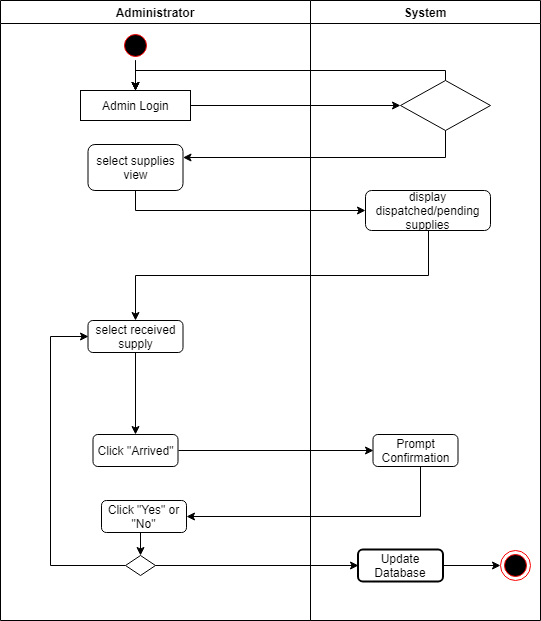 Administrator
System
Admin Login
select supplies
view
display
dispatched/pending
supplies
select received
supply
Click "Arrived"
Prompt
Confirmation
Click "Yes" or
"No"
Update
Database